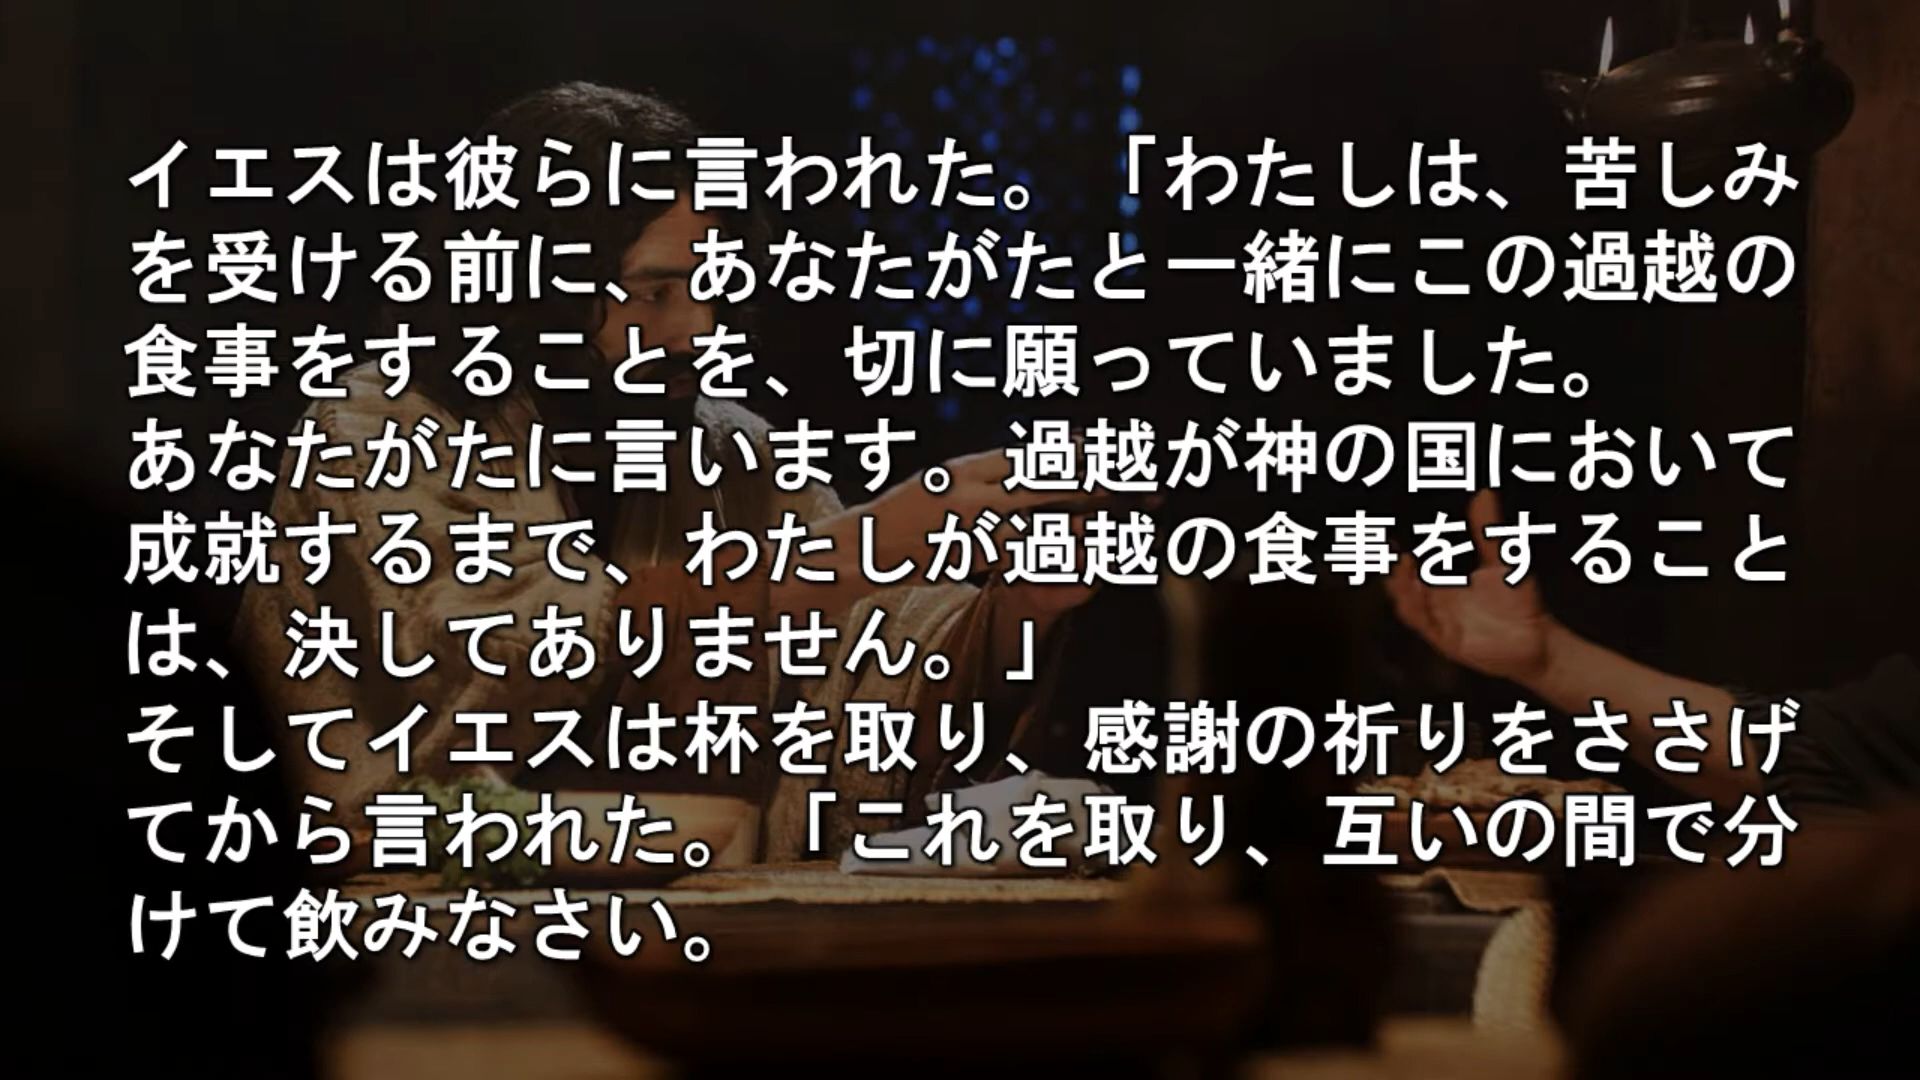 イエスは彼らに言われた。「わたしは、苦しみ
を受ける前に、あなたがたと一緒にこの過越の
食事をすることを、切に願っていました。
あなたがたに言います。過越が神の国において
成就するまで、わたしが過越の食事をすること
は、決してありません。」
そしてイエスは杯を取り、感謝の祈りをささげ
てから言われた。「これを取り、互いの間で分
けて飲みなさい。